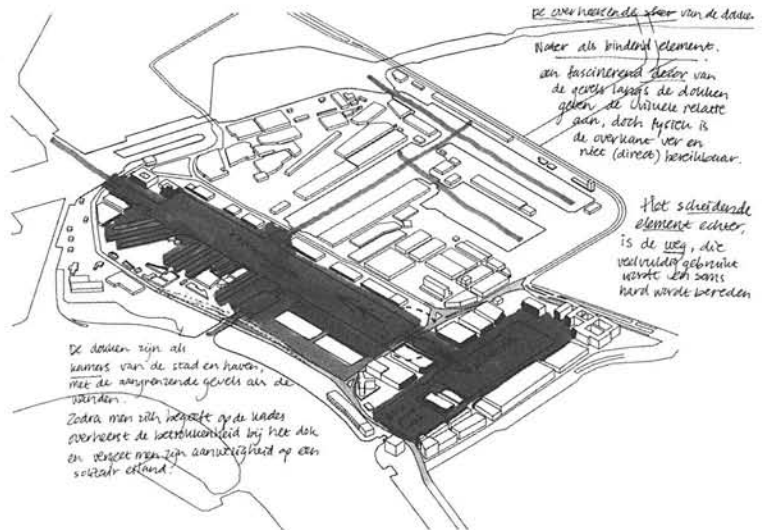 De overheersende sfeer van de dokken
Water als bindend element.
een fascinerend decor van
de gevels langs de dokken
geven de visuele relatie
aan, doch fysiek is
de overkant ver en
niet (direct) bereikbaar.
Het scheidende
element echter,
is de weg, die
veelvuldig gebruikt
wordt en soms
hard wordt bereden
De dokken zijn als
kamers van de stad en haven,
met de aangrenzende gevels als de
wanden.
Zodra men zich begeeft op de kades
overheerst de betrokkenheid bij het dok
en vergeet men zijn aanwezigheid op een
solitair eiland.